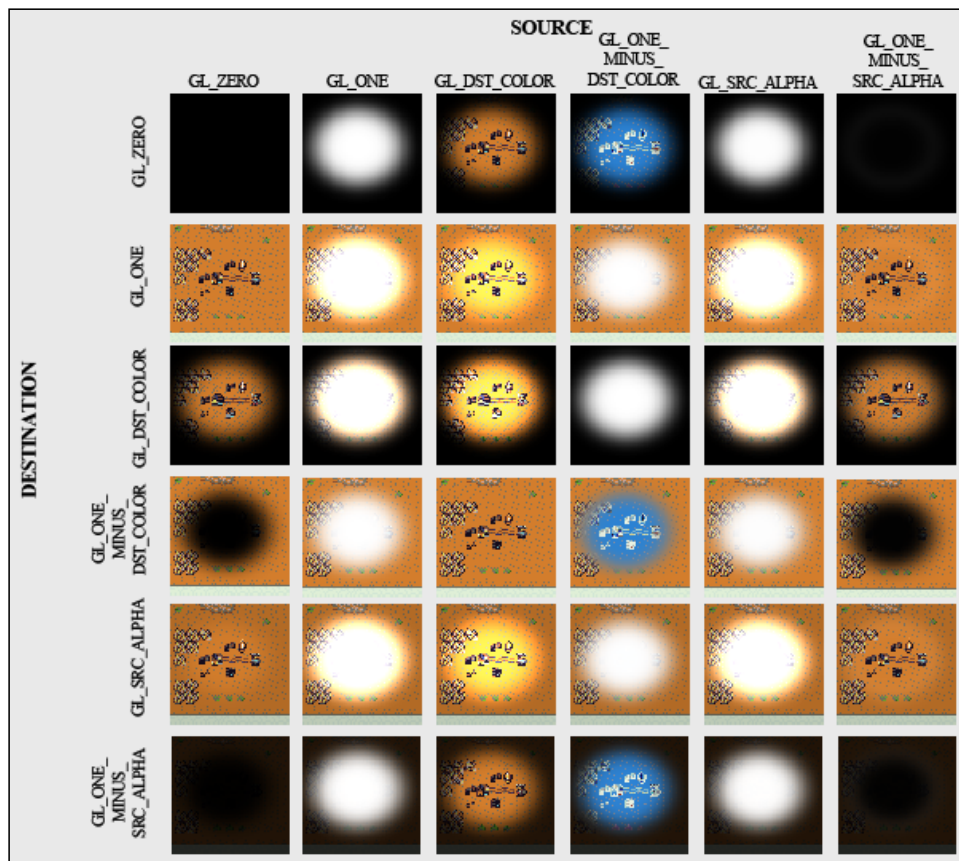 SOURCE
GL_ZERO
GL_ONE
GL_DST_COLOR
GL_ONE_
MINUS_
DST_COLOR
GL_SRC_ALPHA
GL_ONE_
MINUS_
SRC_ALPHA
DESTINATION
GL_ZERO
GL_ONE
GL_DST_COLOR
GL_ONE_
MINUS_
DST_COLOR
GL_SRC_ALPHA
GL_ONE_
MINUS_
SRC_ALPHA